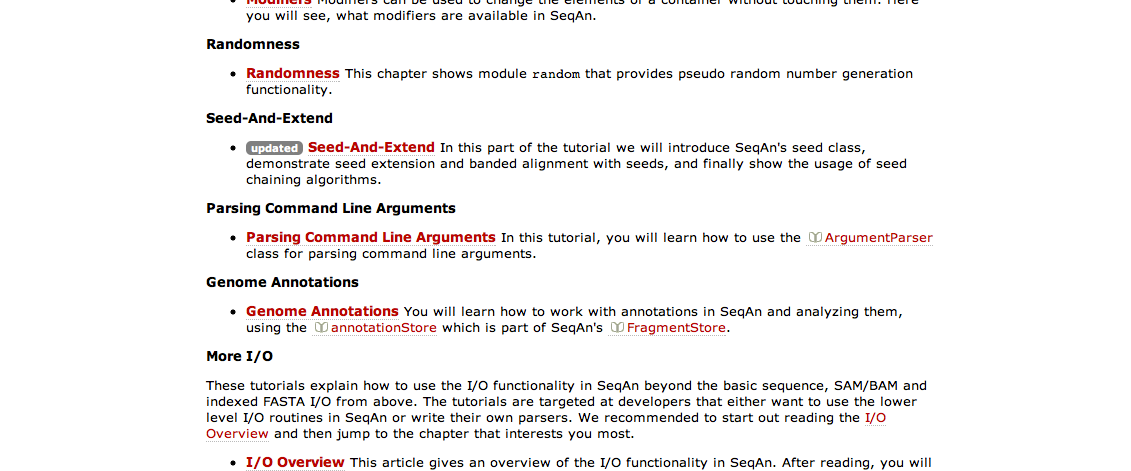 Modifiers Modifiers can be used to change the elements of a container without touching them. Here
you will see, what modifiers are available in SeqAn.
Randomness
• Randomness This chapter shows module random that provides pseudo random number generation
functionality.
Seed-And-Extend
• updated Seed-And-Extend In this part of the tutorial we will introduce SeqAn's seed class,
demonstrate seed extension and banded alignment with seeds, and finally show the usage of seed
chaining algorithms.
Parsing Command Line Arguments
• Parsing Command Line Arguments In this tutorial, you will learn how to use the ArgumentParser
class for parsing command line arguments.
Genome Annotations
• Genome Annotations You will learn how to work with annotations in SeqAn and analyzing them,
using the annotationStore which is part of SeqAn's FragmentStore.
More I/O
These tutorials explain how to use the I/O functionality in SeqAn beyond the basic sequence, SAM/BAM and
indexed FASTA I/O from above. The tutorials are targeted at developers that either want to use the lower
level I/O routines in SeqAn or write their own parsers. We recommended to start out reading the I/O
Overview and then jump to the chapter that interests you most.
• I/O Overview This article gives an overview of the I/O functionality in SeqAn. After reading, you will